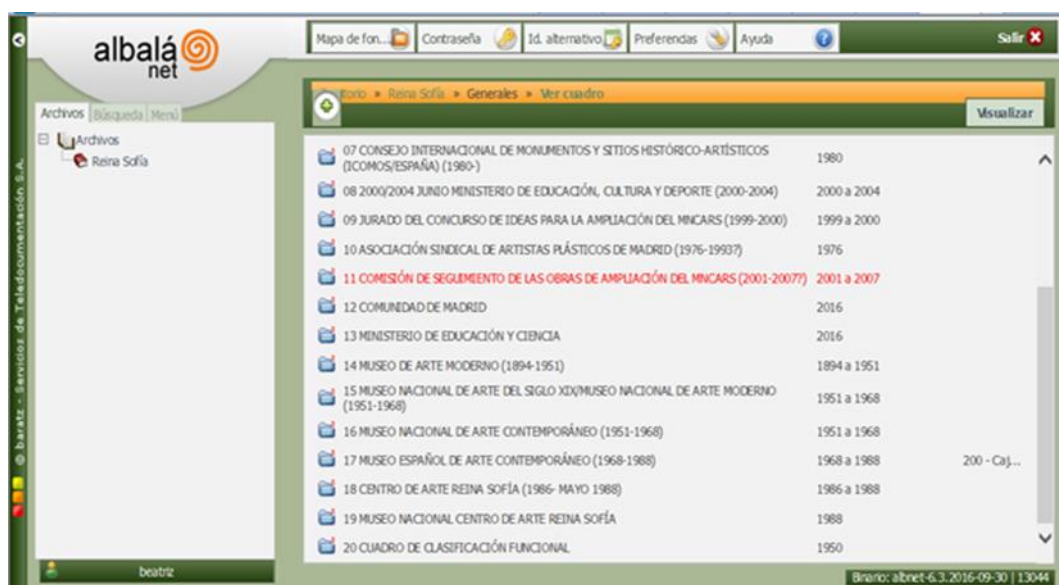 albalá
net
Mapa de fon...
Contraseña
Id. alternativo
Preferencias
Ayuda
Salir
torio » Reina Sofía » Generales » Ver cuadro
Visualizar
Archivos Búsqueda Menú
Archivos
Reina Sofía
07 CONSEJO INTERNACIONAL DE MONUMENTOS Y SITIOS HISTÓRICO-ARTÍSTICOS
(ICOMOS/ESPAÑA) (1980-) 1980
08 2000/2004 JUNIO MINISTERIO DE EDUCACIÓN, CULTURA Y DEPORTE (2000-2004) 2000 a 2004
09 JURADO DEL CONCURSO DE IDEAS PARA LA AMPLIACIÓN DEL MNCARS (1999-2000) 1999 a 2000
10 ASOCIACIÓN SINDICAL DE ARTISTAS PLÁSTICOS DE MADRID (1976-1993?) 1976
11 COMISIÓN DE SEGUIMIENTO DE LAS OBRAS DE AMPLIACIÓN DEL MNCARS (2001-2007?) 2001 a 2007
12 COMUNIDAD DE MADRID 2016
13 MINISTERIO DE EDUCACIÓN Y CIENCIA 2016
14 MUSEO DE ARTE MODERNO (1894-1951) 1894 a 1951
15 MUSEO NACIONAL DE ARTE DEL SIGLO XIX/MUSEO NACIONAL DE ARTE MODERNO
(1951-1968) 1951 a 1968
16 MUSEO NACIONAL DE ARTE CONTEMPORÁNEO (1951-1968) 1951 a 1968
17 MUSEO ESPAÑOL DE ARTE CONTEMPORÁNEO (1968-1988) 1968 a 1988 200 - Caj...
18 CENTRO DE ARTE REINA SOFÍA (1986- MAYO 1988) 1986 a 1988
19 MUSEO NACIONAL CENTRO DE ARTE REINA SOFÍA 1988
20 CUADRO DE CLASIFICACIÓN FUNCIONAL 1950
© baratz - Servicios de Teledocumentación S.A.
beatriz
Binario: albnet-6.3.2016-09-30 | 13044